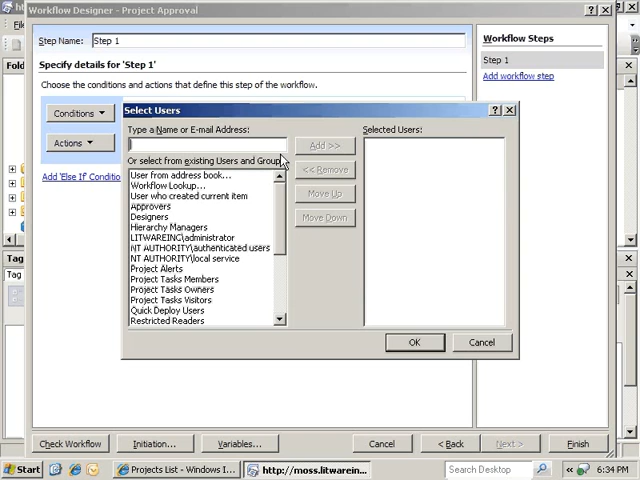 ht
Workflow Designer - Project Approval
File
Step Name:
Step 1
Workflow Steps
Step 1
Add workflow step
Fold
Specify details for 'Step 1'
Choose the conditions and actions that define this step of the workflow.
Conditions
Actions
Add 'Else If' Conditio
Select Users
Type a Name or E-mail Address:
Or select from existing Users and Group
User from address book...
Workflow Lookup...
User who created current item
Approvers
Designers
Hierarchy Managers
LITWAREINC\administrator
NT AUTHORITY\authenticated users
NT AUTHORITY\local service
Project Alerts
Project Tasks Members
Project Tasks Owners
Project Tasks Visitors
Quick Deploy Users
Restricted Readers
Add >>
<< Remove
Move Up
Move Down
Selected Users:
OK
Cancel
Tag
Tag
Check Workflow
Initiation...
Variables...
Cancel
< Back
Next >
Finish
Start
Projects List - Windows I...
http://moss.litwarein...
Search Desktop
6:34 PM